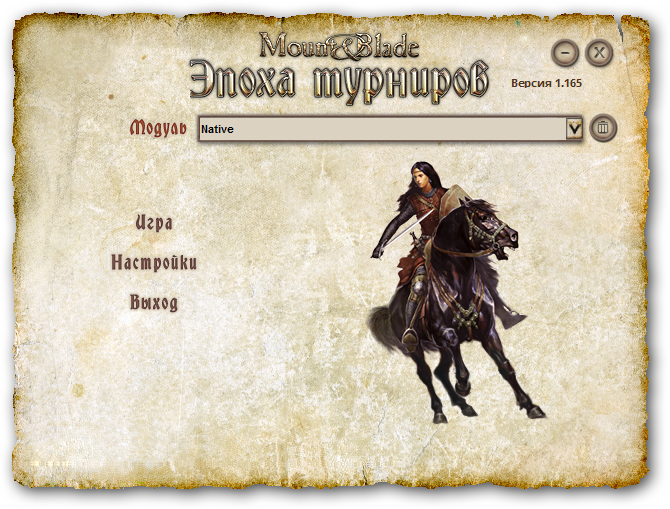 Mount&Blade
Эпоха турниров
Версия 1.165
Модуль
Native
Игра
Настройки
Выход